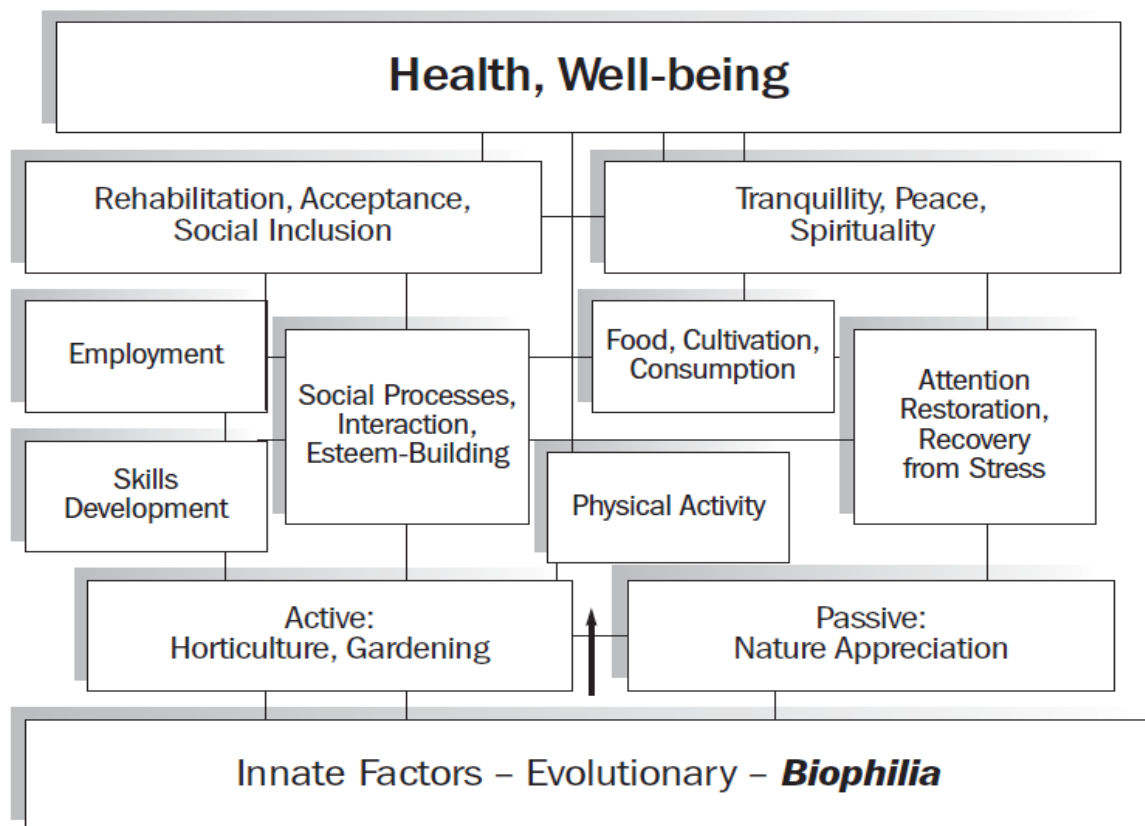 Health, Well-being
Rehabilitation, Acceptance,
Social Inclusion
Tranquillity, Peace,
Spirituality
Employment
Social Processes,
Interaction,
Esteem-Building
Food, Cultivation,
Consumption
Attention
Restoration,
Recovery
from Stress
Skills
Development
Physical Activity
Active:
Horticulture, Gardening
Passive:
Nature Appreciation
Innate Factors – Evolutionary – Biophilia